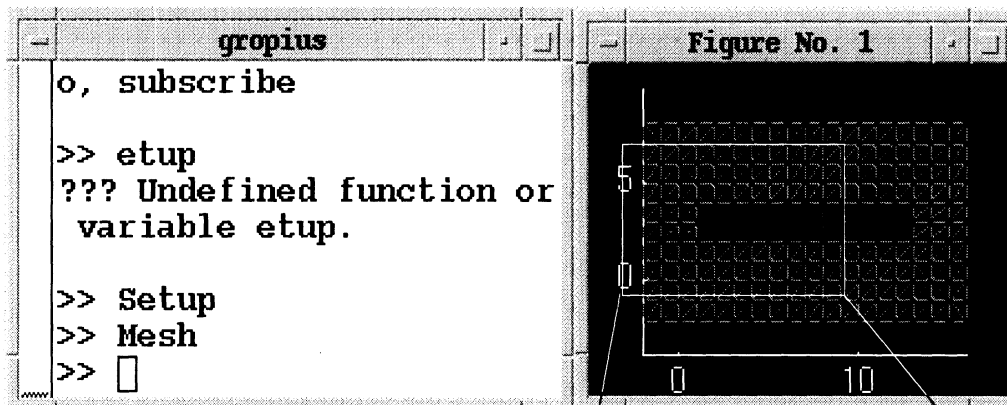 gropius
o, subscribe
>> etup
??? Undefined function or
variable etup.
>> Setup
>> Mesh
>>
Figure No. 1
5
0
0
10